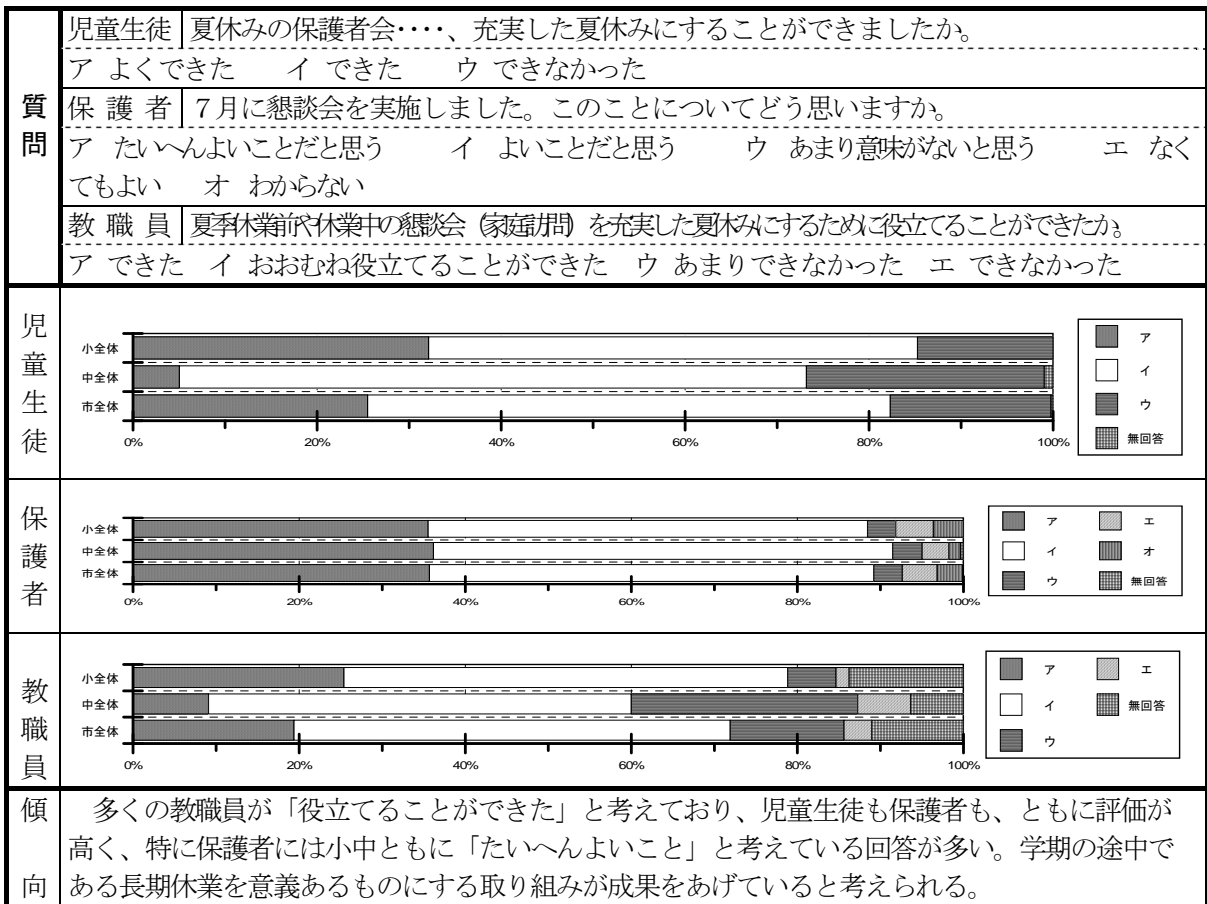 質問
児童生徒 夏休みの保護者会・・・・、充実した夏休みにすることができましたか。
ア よくできた イ できた ウ できなかった
保 護 者 ７月に懇談会を実施しました。このことについてどう思いますか。
ア たいへんよいことだと思う イ よいことだと思う ウ あまり意味がないと思う エ なく
てもよい オ わからない
教 職 員 夏季休業前や休業中の懇談会（家庭訪問）を充実した夏休みにするために役立てることができたか。
ア できた イ おおむね役立てることができた ウ あまりできなかった エ できなかった
児童生徒
小全体
中全体
市全体
0% 20% 40% 60% 80% 100%
ア
イ
ウ
無回答
保護者
小全体
中全体
市全体
0% 20% 40% 60% 80% 100%
ア エ
イ オ
ウ 無回答
教職員
小全体
中全体
市全体
0% 20% 40% 60% 80% 100%
ア エ
イ 無回答
ウ
傾向
多くの教職員が「役立てることができた」と考えており、児童生徒も保護者も、ともに評価が
高く、特に保護者には小中ともに「たいへんよいこと」と考えている回答が多い。学期の途中で
ある長期休業を意義あるものにする取り組みが成果をあげていると考えられる。